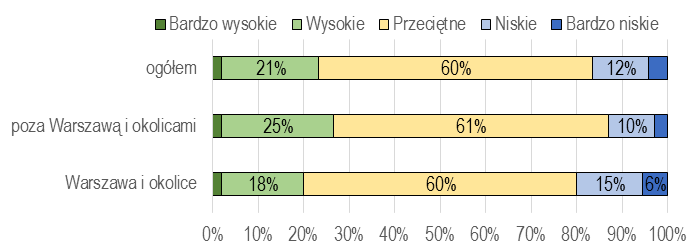 Bardzo wysokie Wysokie Przeciętne Niskie Bardzo niskie
ogółem 21% 60% 12%
poza Warszawą i okolicami 25% 61% 10%
Warszawa i okolice 18% 60% 15% 6%
0% 10% 20% 30% 40% 50% 60% 70% 80% 90% 100%